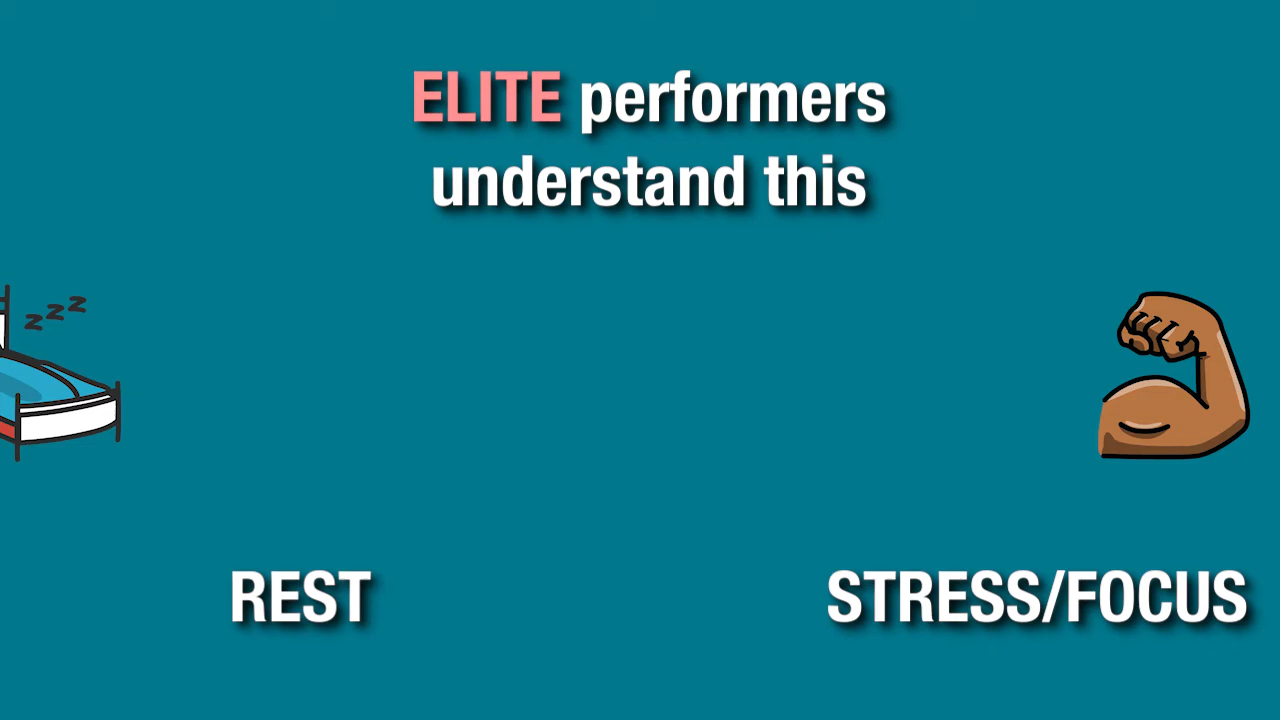 ELITE performers
understand this
z z z
REST
STRESS/FOCUS